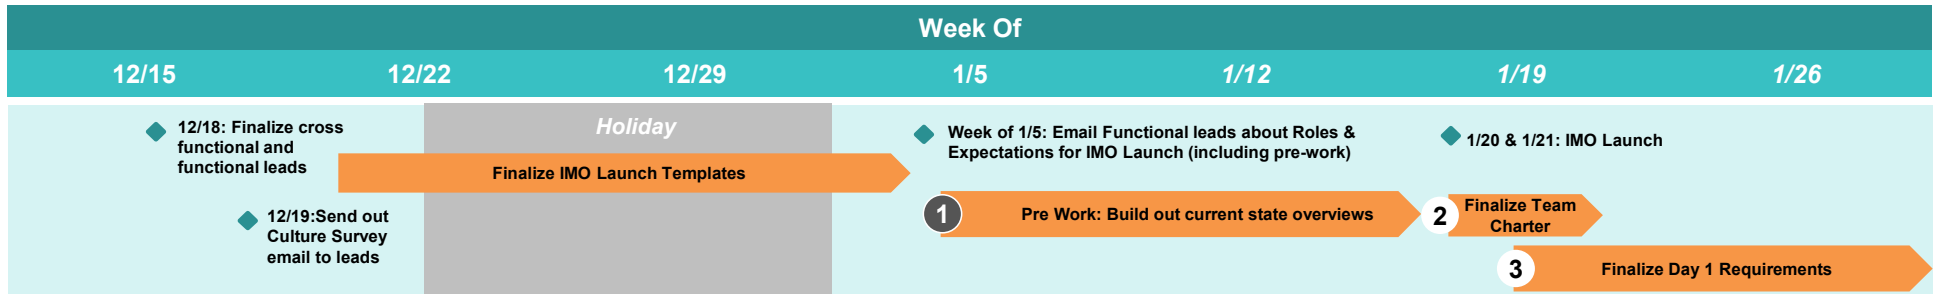 Week Of
12/15 12/22 12/29 1/5 1/12 1/19 1/26
12/18: Finalize cross
functional and
functional leads
Holiday
Week of 1/5: Email Functional leads about Roles &
Expectations for IMO Launch (including pre-work)
1/20 & 1/21: IMO Launch
Finalize IMO Launch Templates
12/19:Send out
Culture Survey
email to leads
1 Pre Work: Build out current state overviews
2 Finalize Team
Charter
3 Finalize Day 1 Requirements